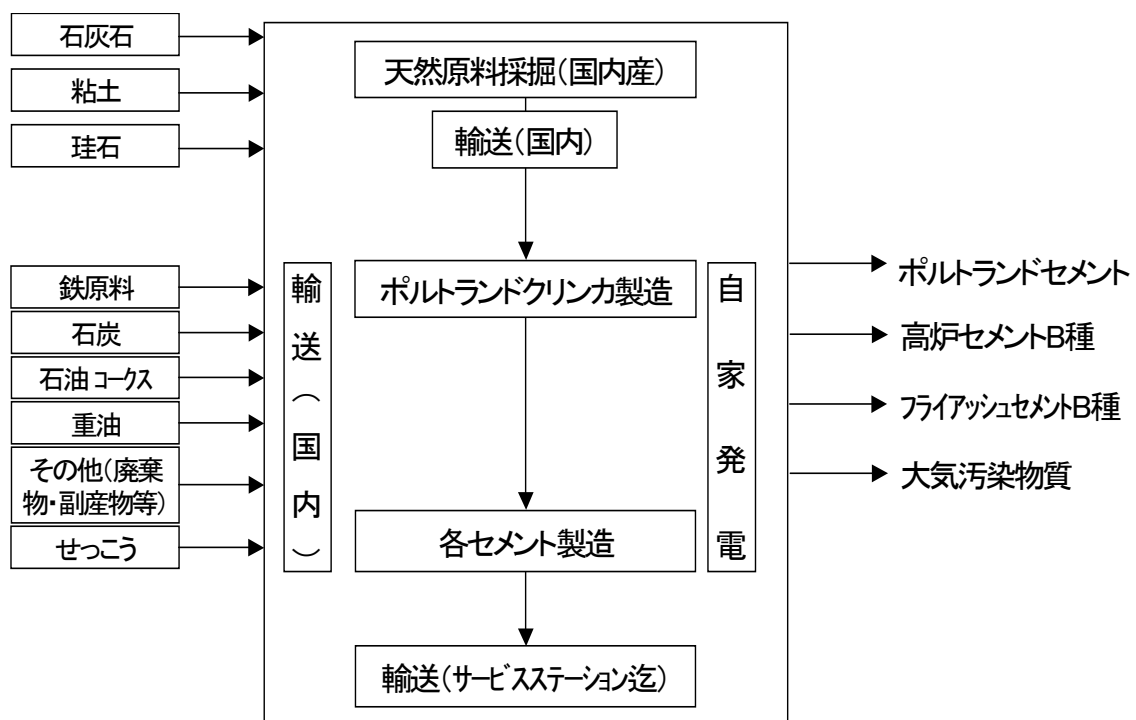 石灰石
粘土
珪石
鉄原料
石炭
石油コークス
重油
その他(廃棄
物・副産物等)
せっこう
天然原料採掘(国内産)
輸送(国内)
輸送(国内)
ポルトランドクリンカ製造
自家発電
各セメント製造
輸送(サービスステーション迄)
ポルトランドセメント
高炉セメントB種
フライアッシュセメントB種
大気汚染物質